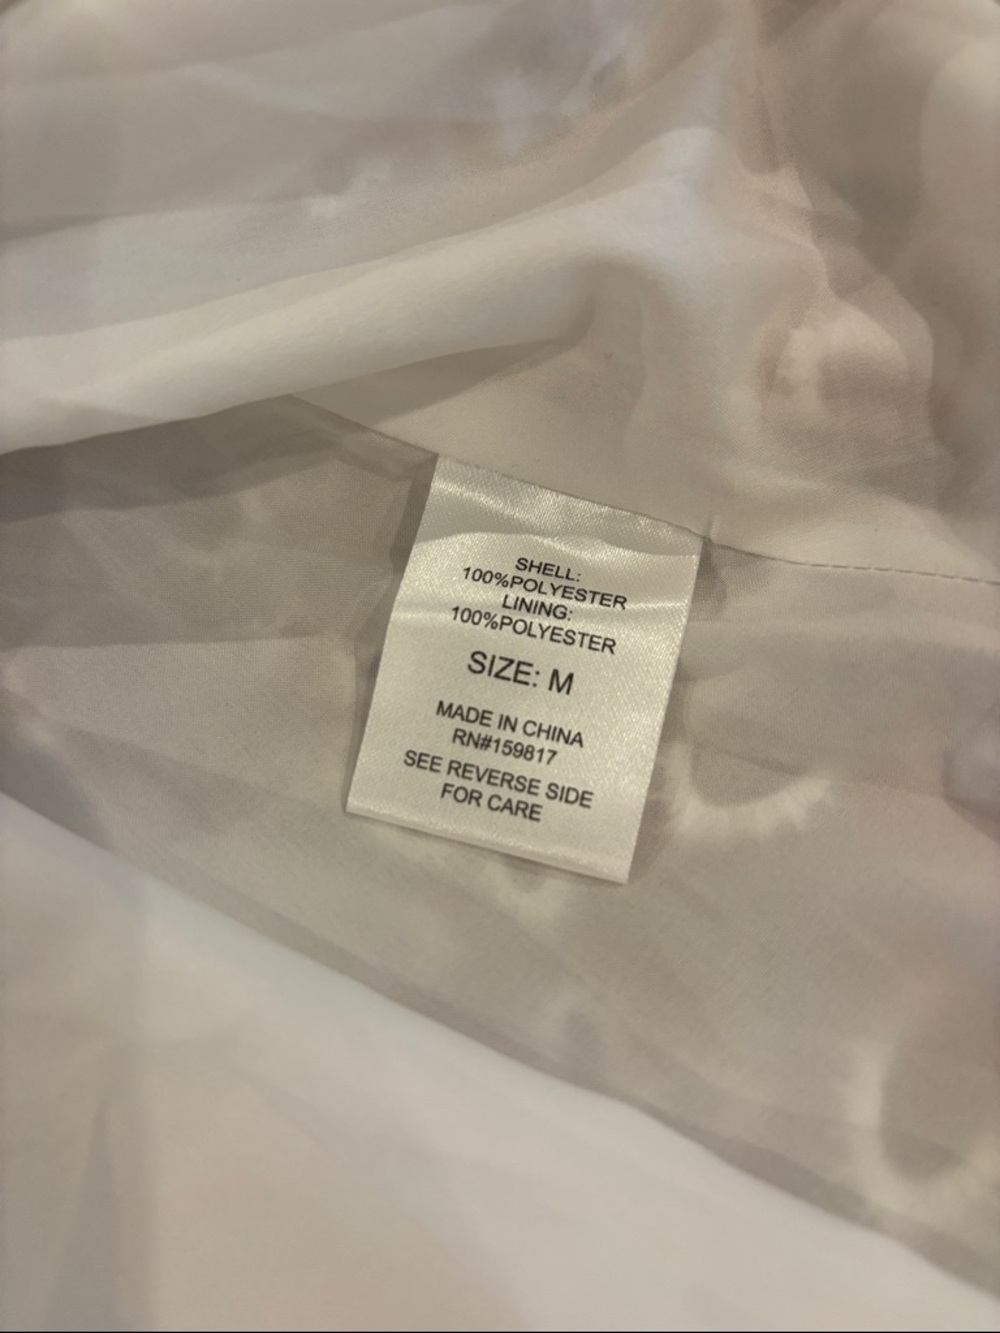 SHELL:
100%POLYESTER
LINING:
100%POLYESTER
SIZE: M
MADE IN CHINA
RN#159817
SEE REVERSE SIDE
FOR CARE